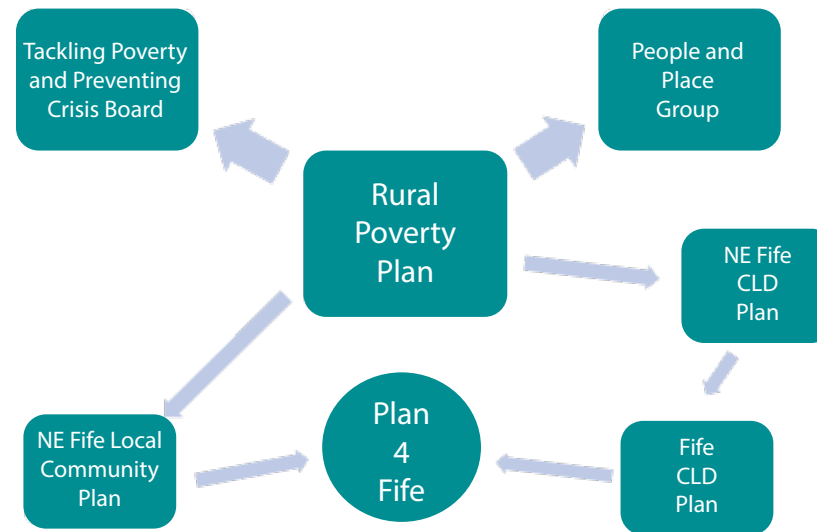 Tackling Poverty
and Preventing
Crisis Board
People and
Place
Group
Rural
Poverty
Plan
NE Fife
CLD
Plan
NE Fife Local
Community
Plan
Plan
4
Fife
Fife
CLD
Plan